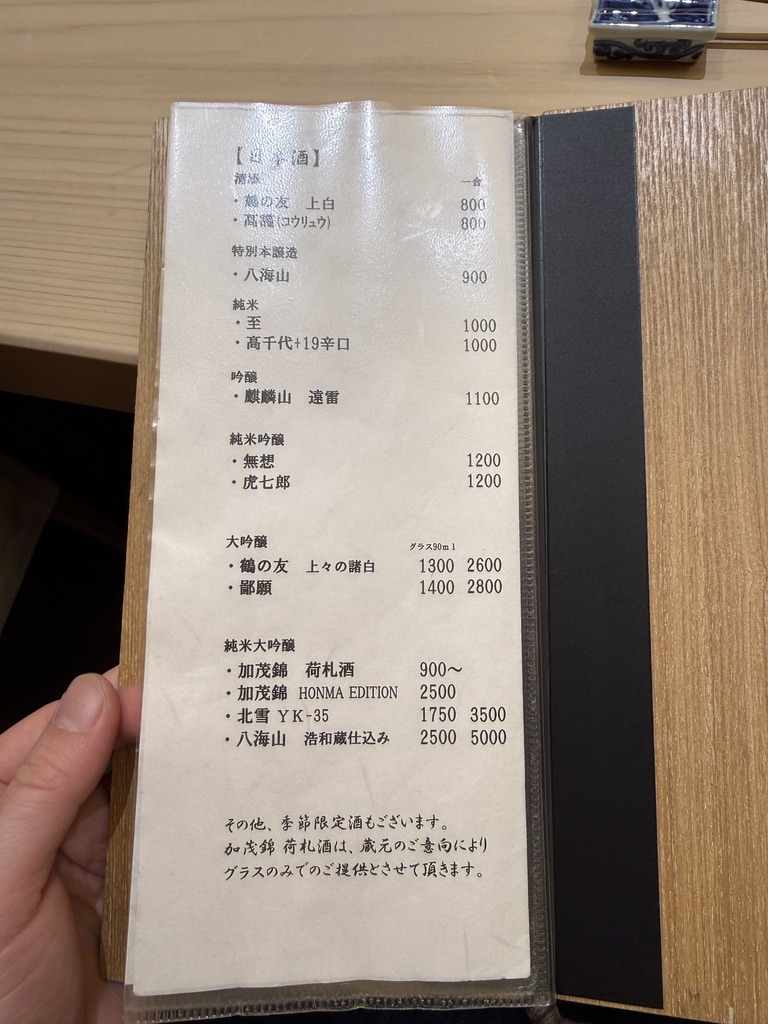 【日本酒】
清酒 一合
・鶴の友 上白 800
・髙龗(コウリュウ) 800
特別本醸造
・八海山 900
純米
・至 1000
・髙千代+19辛口 1000
吟醸
・麒麟山 遠雷 1100
純米吟醸
・無想 1200
・虎七郎 1200
大吟醸 グラス90ml
・鶴の友 上々の諸白 1300 2600
・鄙願 1400 2800
純米大吟醸
・加茂錦 荷札酒 900～
・加茂錦 HONMA EDITION 2500
・北雪 YK-35 1750 3500
・八海山 浩和蔵仕込み 2500 5000
その他、季節限定酒もございます。
加茂錦 荷札酒は、蔵元のご意向により
グラスのみでのご提供とさせて頂きます。